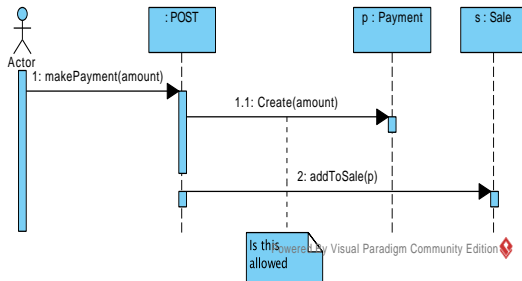 : POST
p : Payment
s : Sale
Actor
1: makePayment(amount)
1.1: Create(amount)
2: addToSale(p)
Is this
allowed
Powered By Visual Paradigm Community Edition